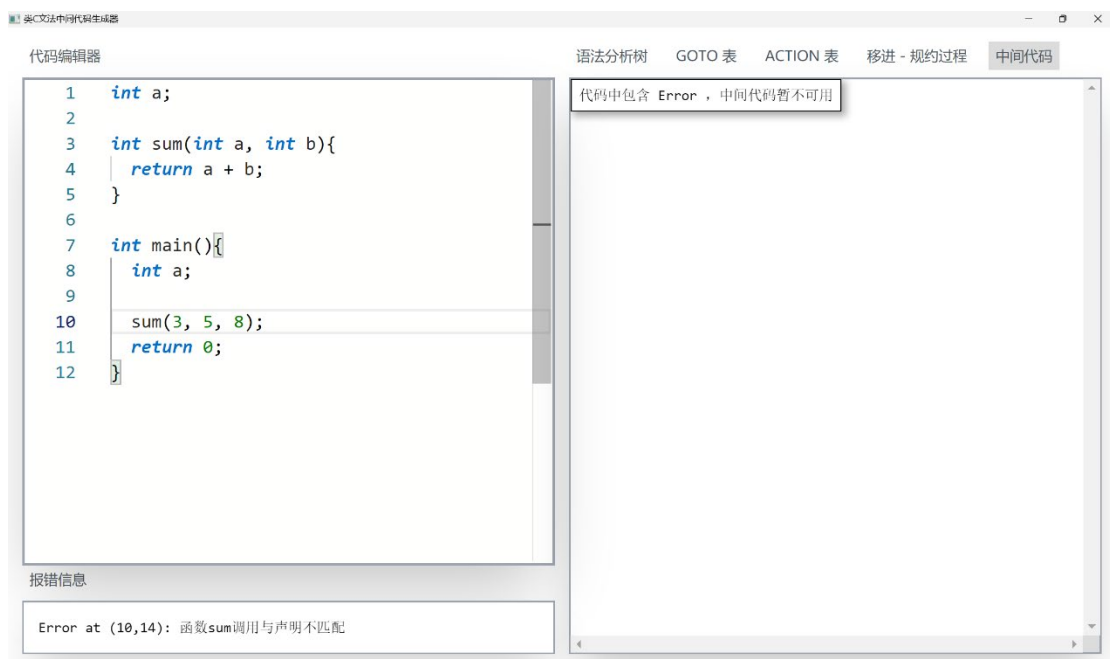 类C文法中间代码生成器
代码编辑器
语法分析树 GOTO 表 ACTION 表 移进 - 规约过程 中间代码
1 int a;
2
3 int sum(int a, int b){
4 return a + b;
5 }
6
7 int main(){
8 int a;
9
10 sum(3, 5, 8);
11 return 0;
12 }
代码中包含 Error ，中间代码暂不可用
报错信息
Error at (10,14): 函数sum调用与声明不匹配